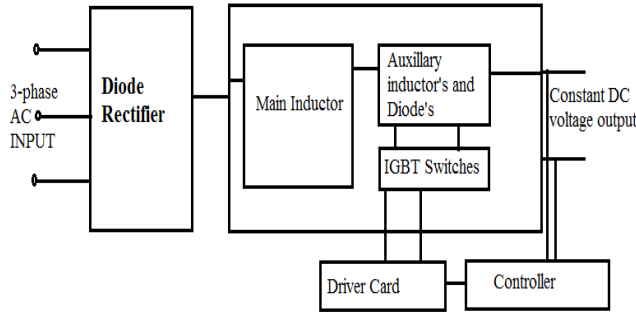 3-phase
AC
INPUT
Diode
Rectifier
Main Inductor
Auxillary
inductor's and
Diode's
IGBT Switches
Constant DC
voltage output
Driver Card
Controller